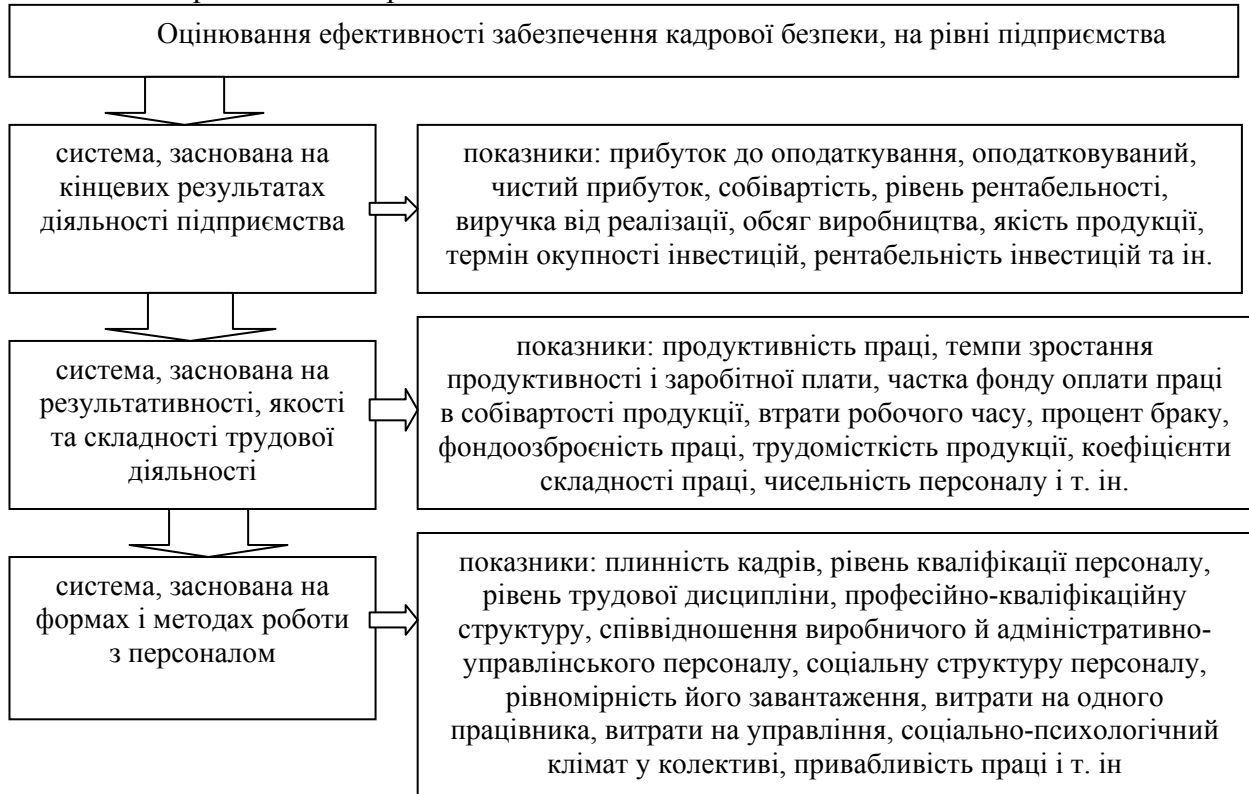 Оцінювання ефективності забезпечення кадрової безпеки, на рівні підприємства
система, заснована на
кінцевих результатах
діяльності підприємства
показники: прибуток до оподаткування, оподатковуваний,
чистий прибуток, собівартість, рівень рентабельності,
виручка від реалізації, обсяг виробництва, якість продукції,
термін окупності інвестицій, рентабельність інвестицій та ін.
система, заснована на
результативності, якості
та складності трудової
діяльності
показники: продуктивність праці, темпи зростання
продуктивності і заробітної плати, частка фонду оплати праці
в собівартості продукції, втрати робочого часу, процент браку,
фондоозброєність праці, трудомісткість продукції, коефіцієнти
складності праці, чисельність персоналу і т. ін.
система, заснована на
формах і методах роботи
з персоналом
показники: плинність кадрів, рівень кваліфікації персоналу,
рівень трудової дисципліни, професійно-кваліфікаційну
структуру, співвідношення виробничого й адміністративно-
управлінського персоналу, соціальну структуру персоналу,
рівномірність його завантаження, витрати на одного
працівника, витрати на управління, соціально-психологічний
клімат у колективі, привабливість праці і т. ін